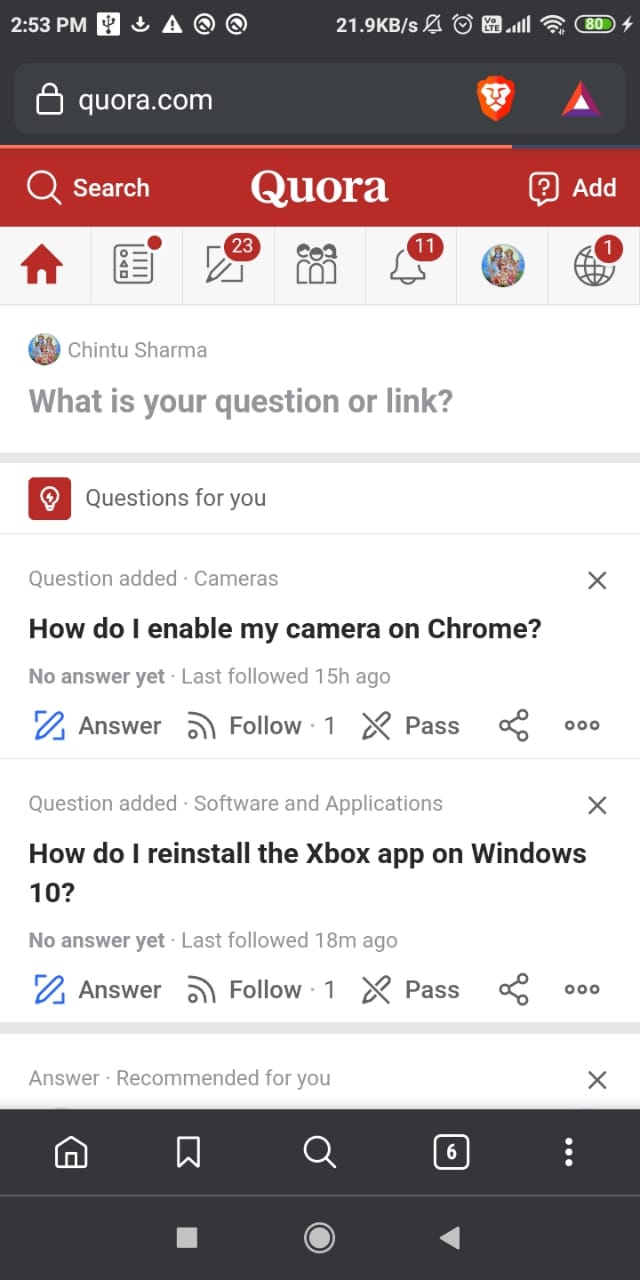 2:53 PM 21.9KB/s Vo LTE 80
quora.com
Search Quora Add
23 11 1
Chintu Sharma
What is your question or link?
Questions for you
Question added · Cameras
How do I enable my camera on Chrome?
No answer yet · Last followed 15h ago
Answer Follow · 1 Pass
Question added · Software and Applications
How do I reinstall the Xbox app on Windows
10?
No answer yet · Last followed 18m ago
Answer Follow · 1 Pass
Answer · Recommended for you
6